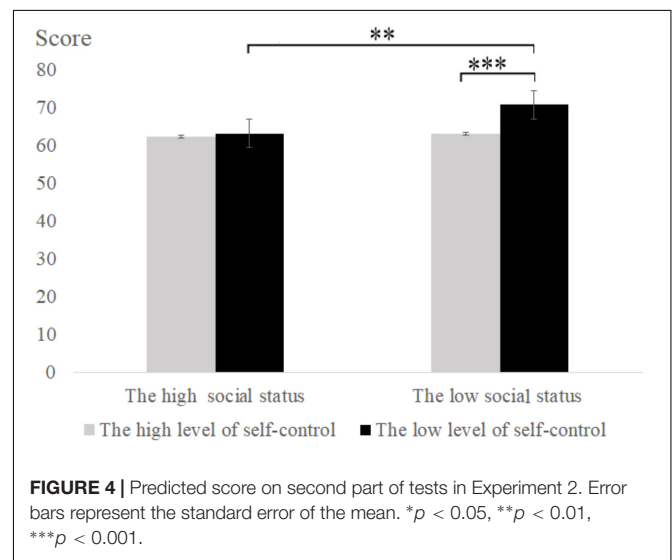 Score
**
***
80
70
60
50
40
30
20
10
0
The high social status The low social status
The high level of self-control The low level of self-control
FIGURE 4 | Predicted score on second part of tests in Experiment 2. Error
bars represent the standard error of the mean. *p < 0.05, **p < 0.01,
***p < 0.001.